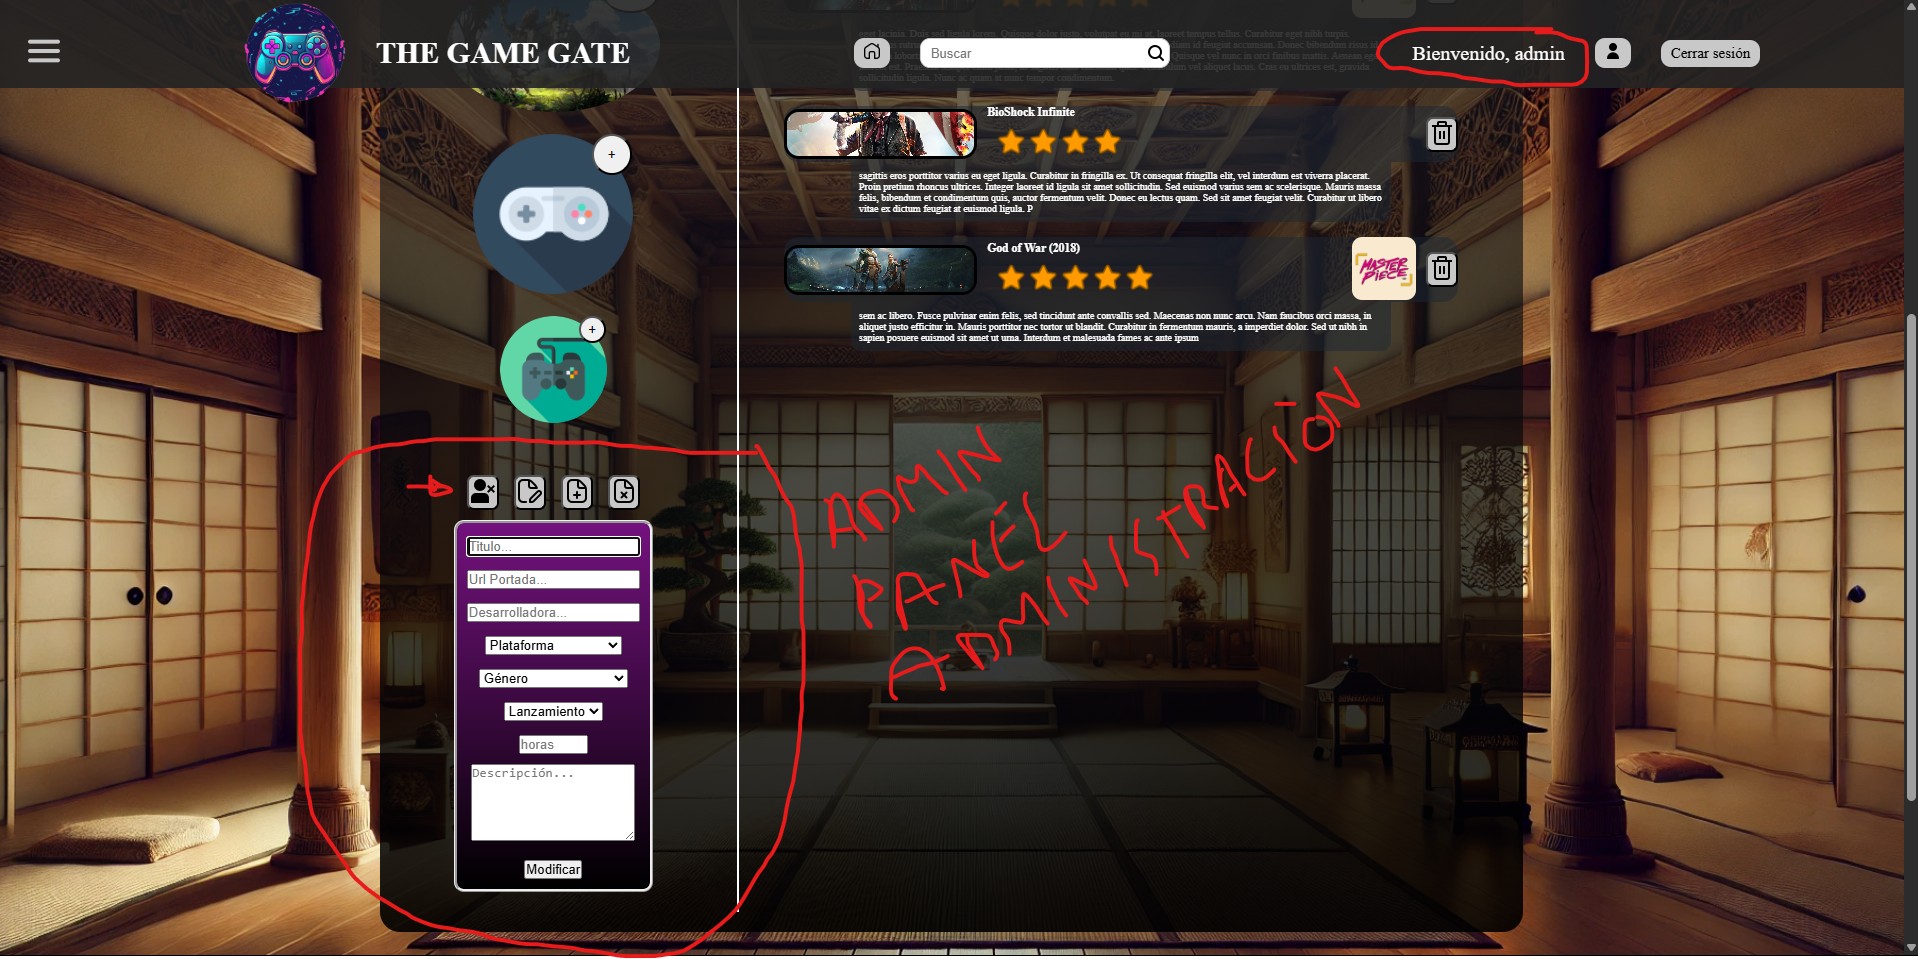 THE GAME GATE
Buscar
Bienvenido, admin
Cerrar sesión
BioShock Infinite
sagittis eros porttitor varius eu eget ligula. Curabitur in fringilla ex. Ut consequat fringilla elit, vel interdum est viverra placerat.
Proin pretium rhoncus ultrices. Integer laoreet id ligula sit amet sollicitudin. Sed euismod varius sem ac scelerisque. Mauris massa
felis, bibendum et condimentum quis, auctor fermentum velit. Donec eu lectus quam. Sed sit amet feugiat velit. Curabitur ut libero
vitae ex dictum feugiat at euismod ligula. P
God of War (2018)
MASTER
PIECE
sem ac libero. Fusce pulvinar enim felis, sed tincidunt ante convallis sed. Maecenas non nunc arcu. Nam faucibus orci massa, in
aliquet justo efficitur in. Mauris porttitor nec tortor ut blandit. Curabitur in fermentum mauris, a imperdiet dolor. Sed ut nibh in
sapien posuere euismod sit amet ut urna. Interdum et malesuada fames ac ante ipsum
+
+
Titulo...
Url Portada...
Desarrolladora...
Plataforma
Género
Lanzamiento
horas
Descripción...
Modificar
ADMIN
PANEL
ADMINISTRACIÓN